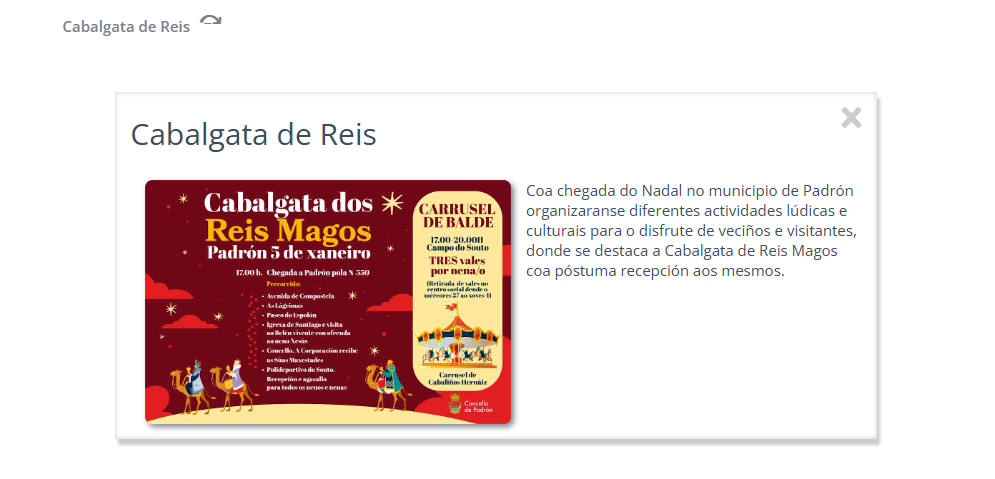 Cabalgata de Reis
Cabalgata de Reis
Cabalgata dos
Reis Magos
Padrón 5 de xaneiro
17.00 h. Chegada a Padrón pola N-550
Percorrido:
• Avenida de Compostela
• As Lágrimas
• Paseo do Espolón
• Igrexa de Santiago e visita
ao Belén vivente con ofrenda
ao neno Xesús
• Concello. A Corporación recibe
as Súas Maxestades
• Polideportivo do Souto.
Recepción e agasallo
para todos os nenos e nenas
CARRUSEL
DE BALDE
17.00-20.00H
Campo do Souto
TRES vales
por nena/o
(Retirada de vales no
centro social dende o
mércores 27 ao xoves 4)
Carrusel de
Cabaliños Hernáiz
Concello
de Padrón
Coa chegada do Nadal no municipio de Padrón
organizaranse diferentes actividades lúdicas e
culturais para o disfrute de veciños e visitantes,
donde se destaca a Cabalgata de Reis Magos
coa póstuma recepción aos mesmos.